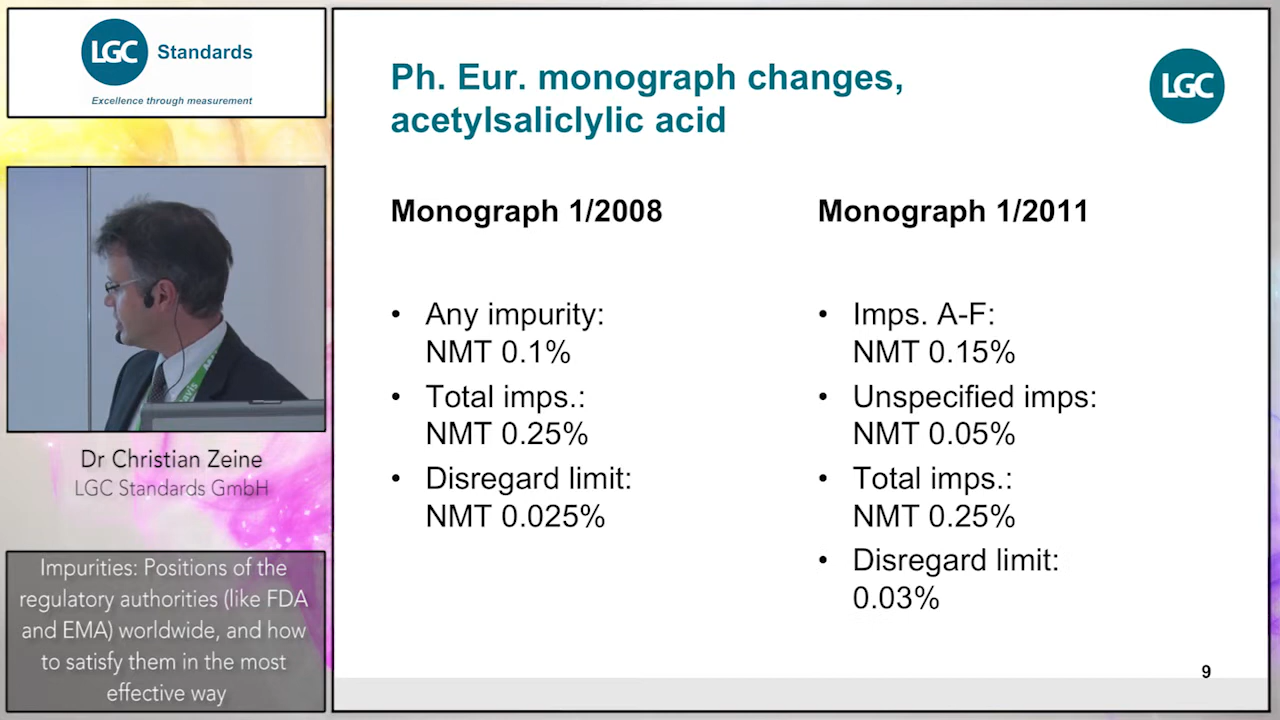 LGC Standards
Excellence through measurement
Dr Christian Zeine
LGC Standards GmbH
Impurities: Positions of the
regulatory authorities (like FDA
and EMA) worldwide, and how
to satisfy them in the most
effective way
Ph. Eur. monograph changes,
acetylsaliclylic acid
LGC
Monograph 1/2008
• Any impurity:
NMT 0.1%
• Total imps.:
NMT 0.25%
• Disregard limit:
NMT 0.025%
Monograph 1/2011
• Imps. A-F:
NMT 0.15%
• Unspecified imps:
NMT 0.05%
• Total imps.:
NMT 0.25%
• Disregard limit:
0.03%
9